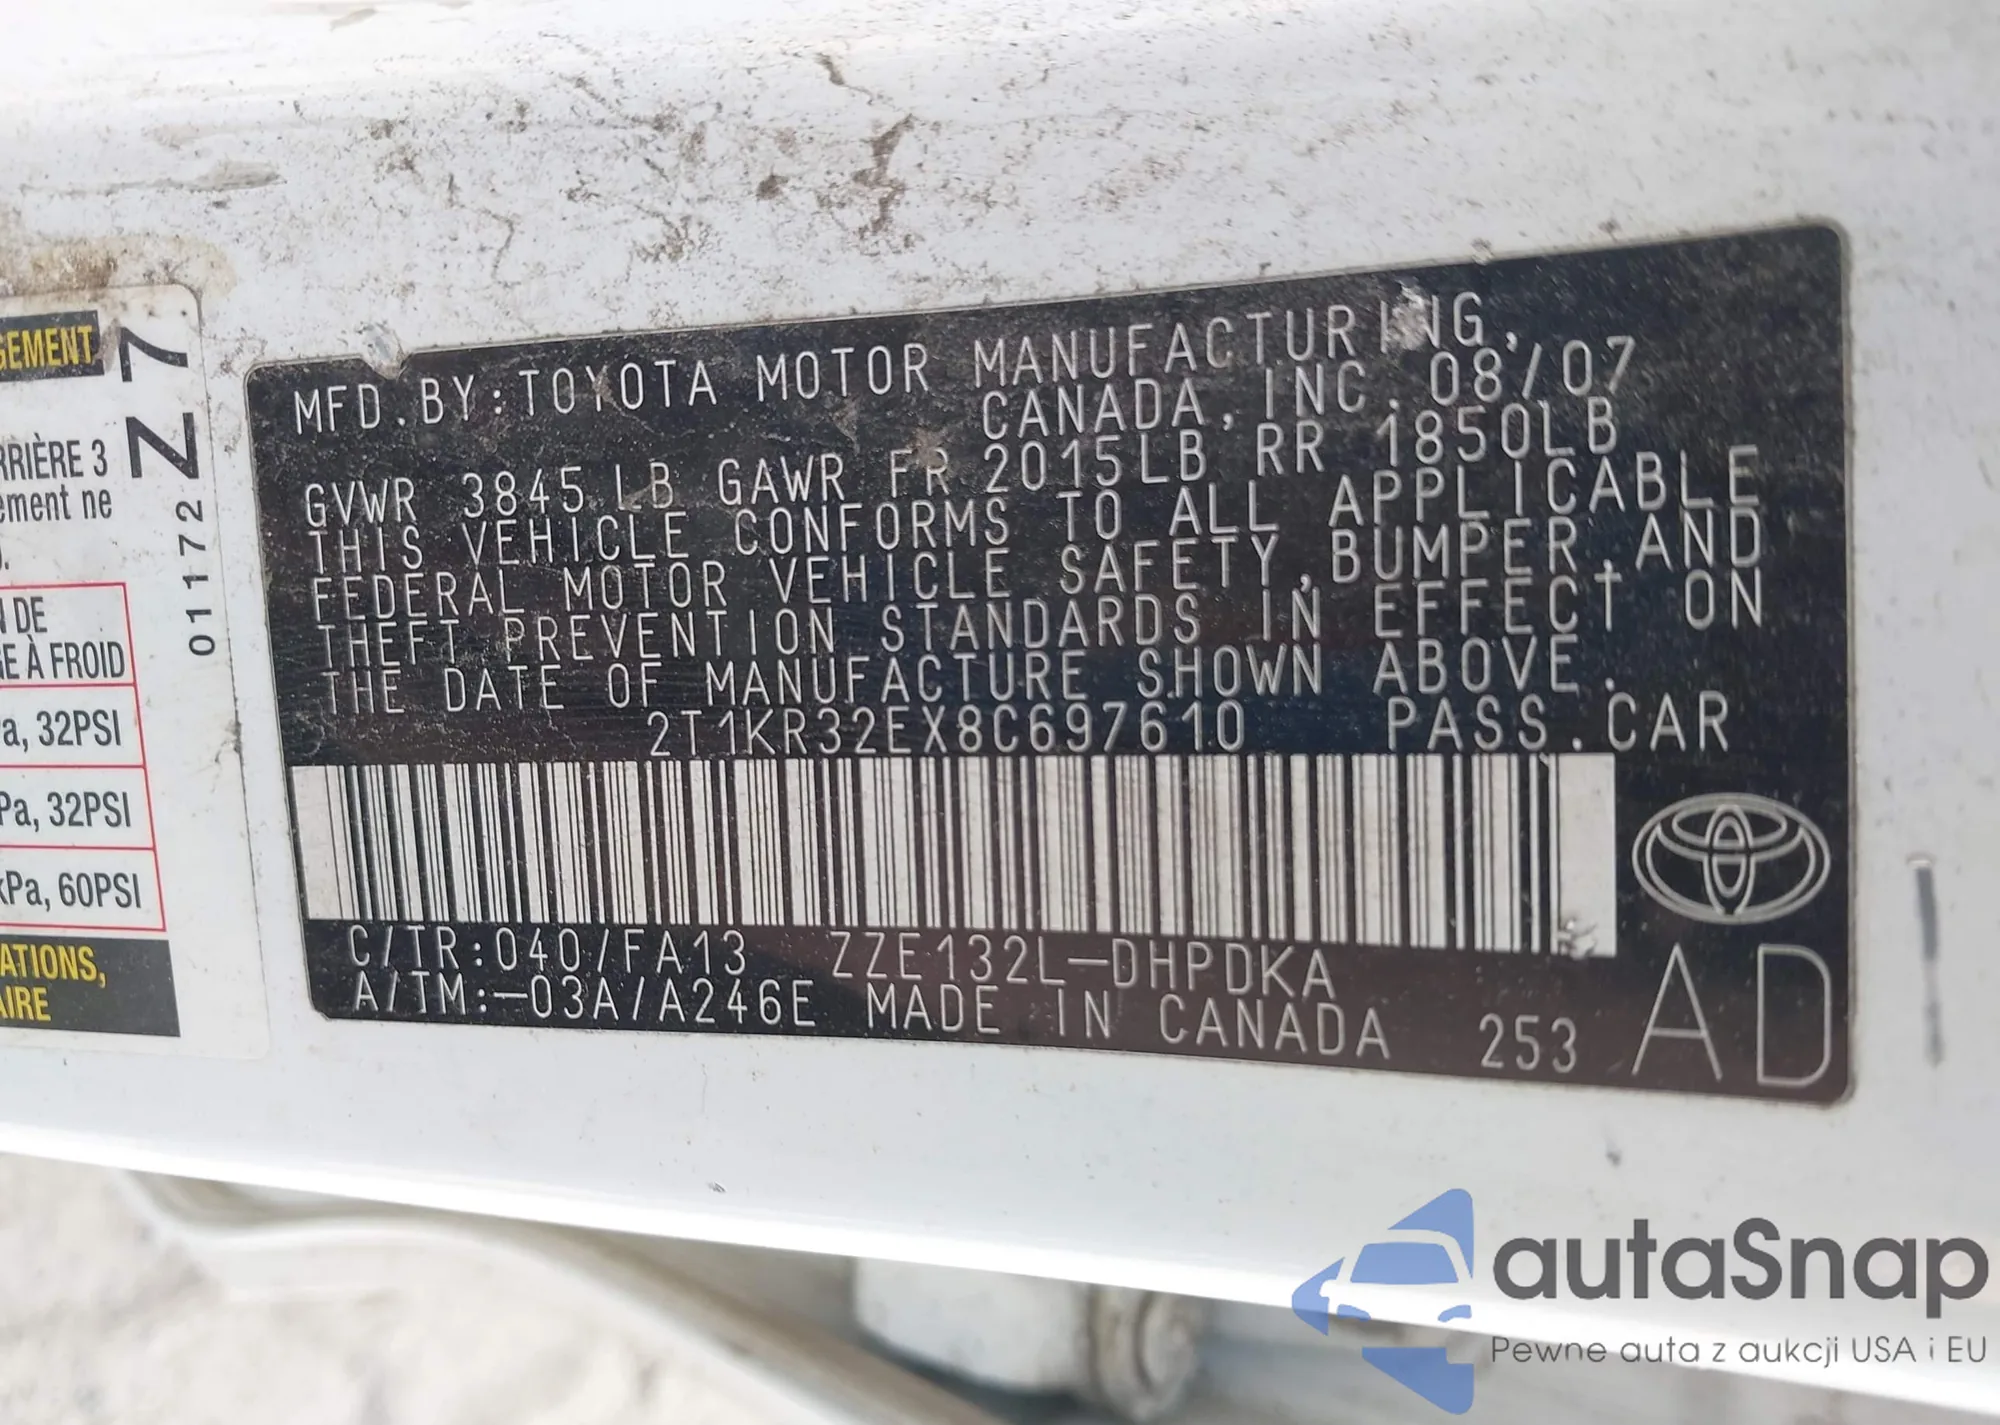 GEMENT
RRIÈRE 3
ement ne
N DE
GE À FROID
a, 32PSI
Pa, 32PSI
kPa, 60PSI
ATIONS,
AIRE
Z 7
01172
MFD.BY:TOYOTA MOTOR MANUFACTURING,
CANADA,INC.08/07
GVWR 3845 LB GAWR FR 2015LB RR 1850LB
THIS VEHICLE CONFORMS TO ALL APPLICABLE
FEDERAL MOTOR VEHICLE SAFETY,BUMPER,AND
THEFT PREVENTION STANDARDS IN EFFECT ON
THE DATE OF MANUFACTURE SHOWN ABOVE.
2T1KR32EX8C697610 PASS.CAR
C/TR:040/FA13 ZZE132L-DHPDKA
A/TM:-03A/A246E MADE IN CANADA 253
AD
autaSnap
Pewne auta z aukcji USA i EU